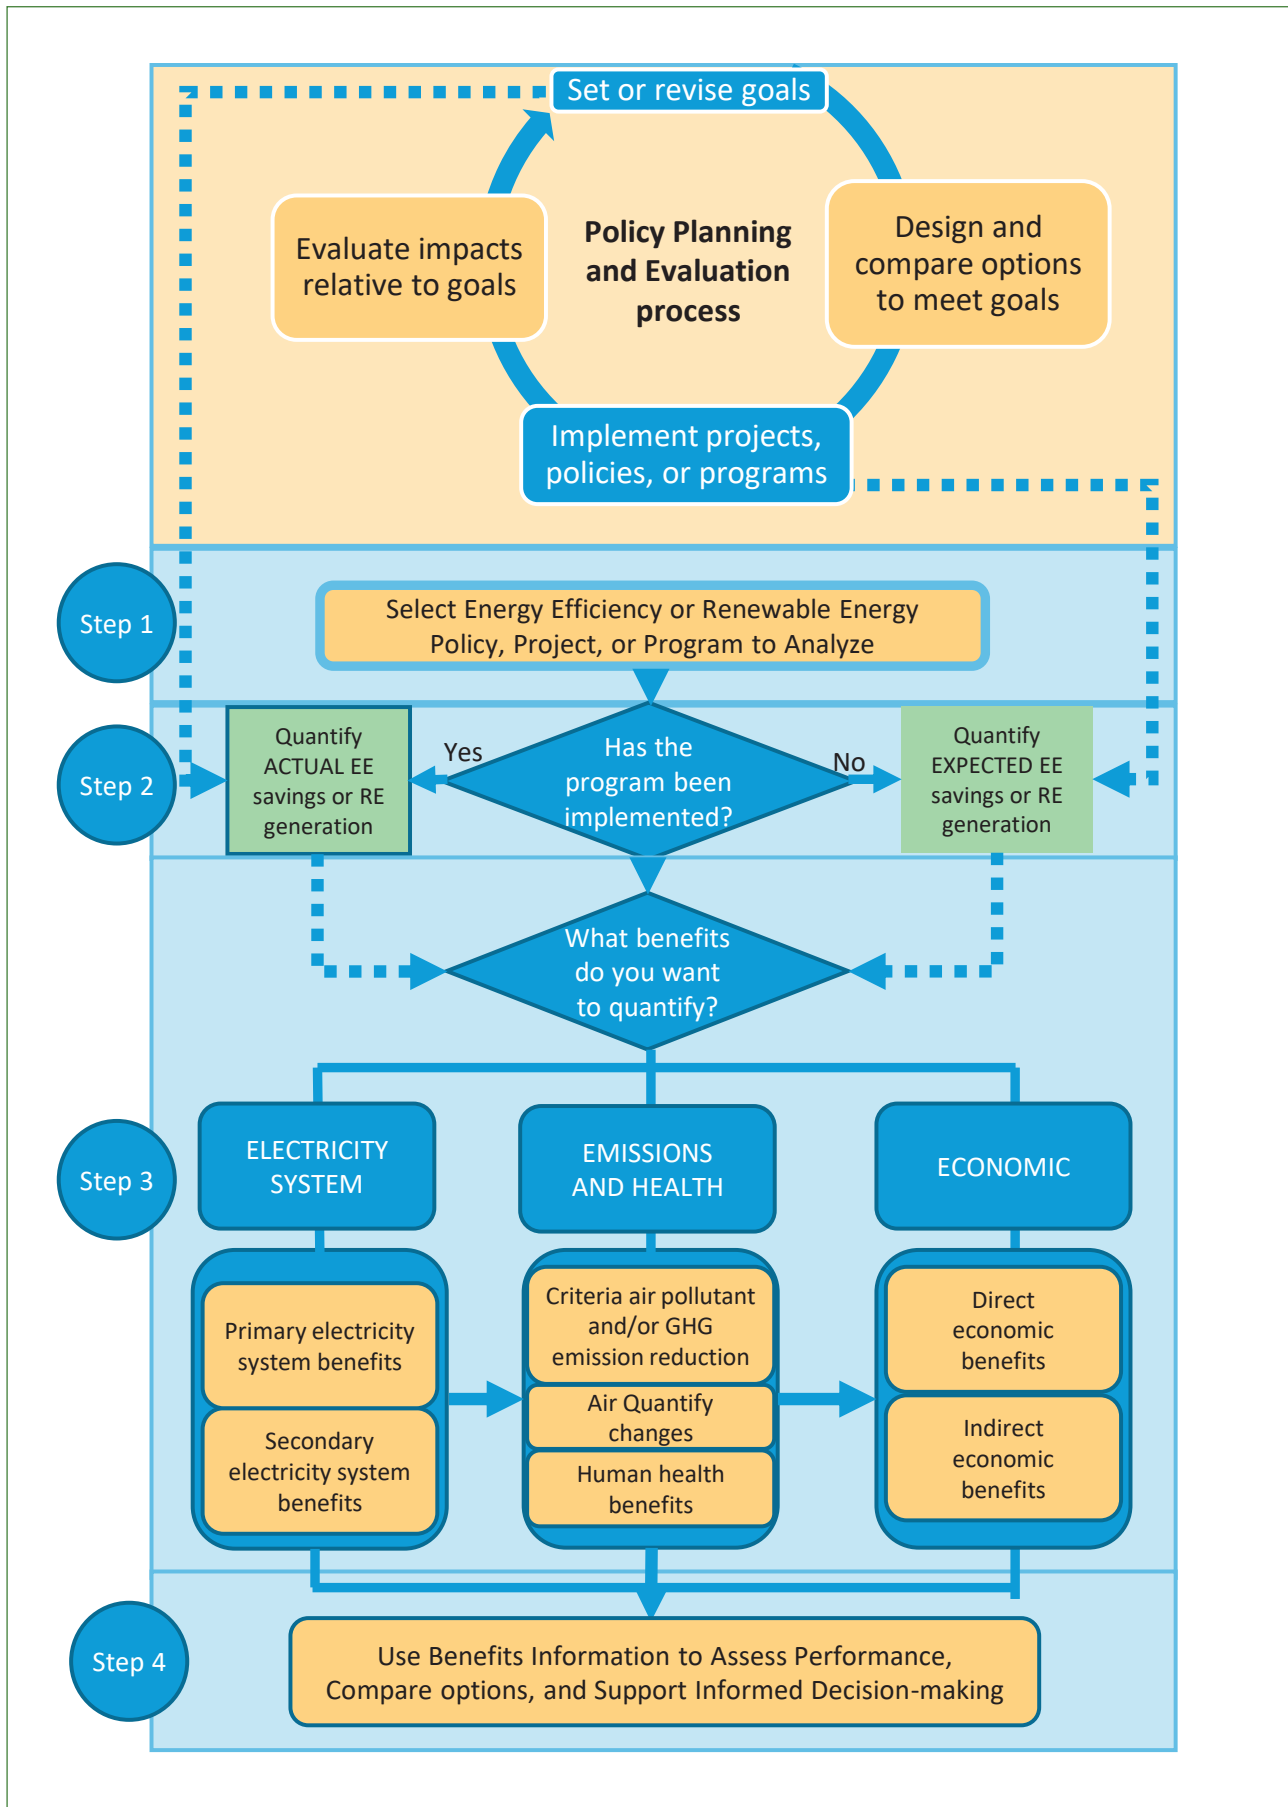 Set or revise goals
Evaluate impacts
relative to goals
Policy Planning
and Evaluation
process
Design and
compare options
to meet goals
Implement projects,
policies, or programs
Step 1
Select Energy Efficiency or Renewable Energy
Policy, Project, or Program to Analyze
Step 2
Quantify
ACTUAL EE
savings or RE
generation
Yes
Has the
program been
implemented?
No
Quantify
EXPECTED EE
savings or RE
generation
What benefits
do you want
to quantify?
Step 3
ELECTRICITY
SYSTEM
EMISSIONS
AND HEALTH
ECONOMIC
Primary electricity
system benefits
Secondary
electricity system
benefits
Criteria air pollutant
and/or GHG
emission reduction
Air Quantify
changes
Human health
benefits
Direct
economic
benefits
Indirect
economic
benefits
Step 4
Use Benefits Information to Assess Performance,
Compare options, and Support Informed Decision-making